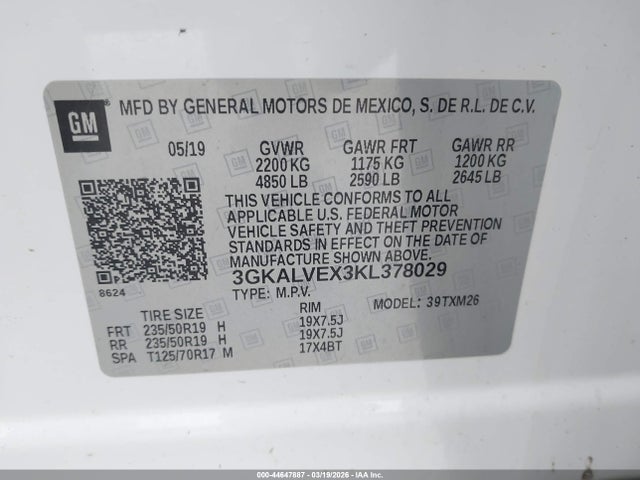 GM ® MFD BY GENERAL MOTORS DE MEXICO, S. DE R.L. DE C.V.
05/19 GVWR GAWR FRT GAWR RR
2200 KG 1175 KG 1200 KG
4850 LB 2590 LB 2645 LB
THIS VEHICLE CONFORMS TO ALL
APPLICABLE U.S. FEDERAL MOTOR
VEHICLE SAFETY AND THEFT PREVENTION
STANDARDS IN EFFECT ON THE DATE OF
MANUFACTURE SHOWN ABOVE.
3GKALVEX3KL378029
8624
TYPE: M.P.V. MODEL: 39TXM26
TIRE SIZE RIM
FRT 235/50R19 H 19X7.5J
RR 235/50R19 H 19X7.5J
SPA T125/70R17 M 17X4BT
000-44647887 - 03/19/2026 - IAA Inc.